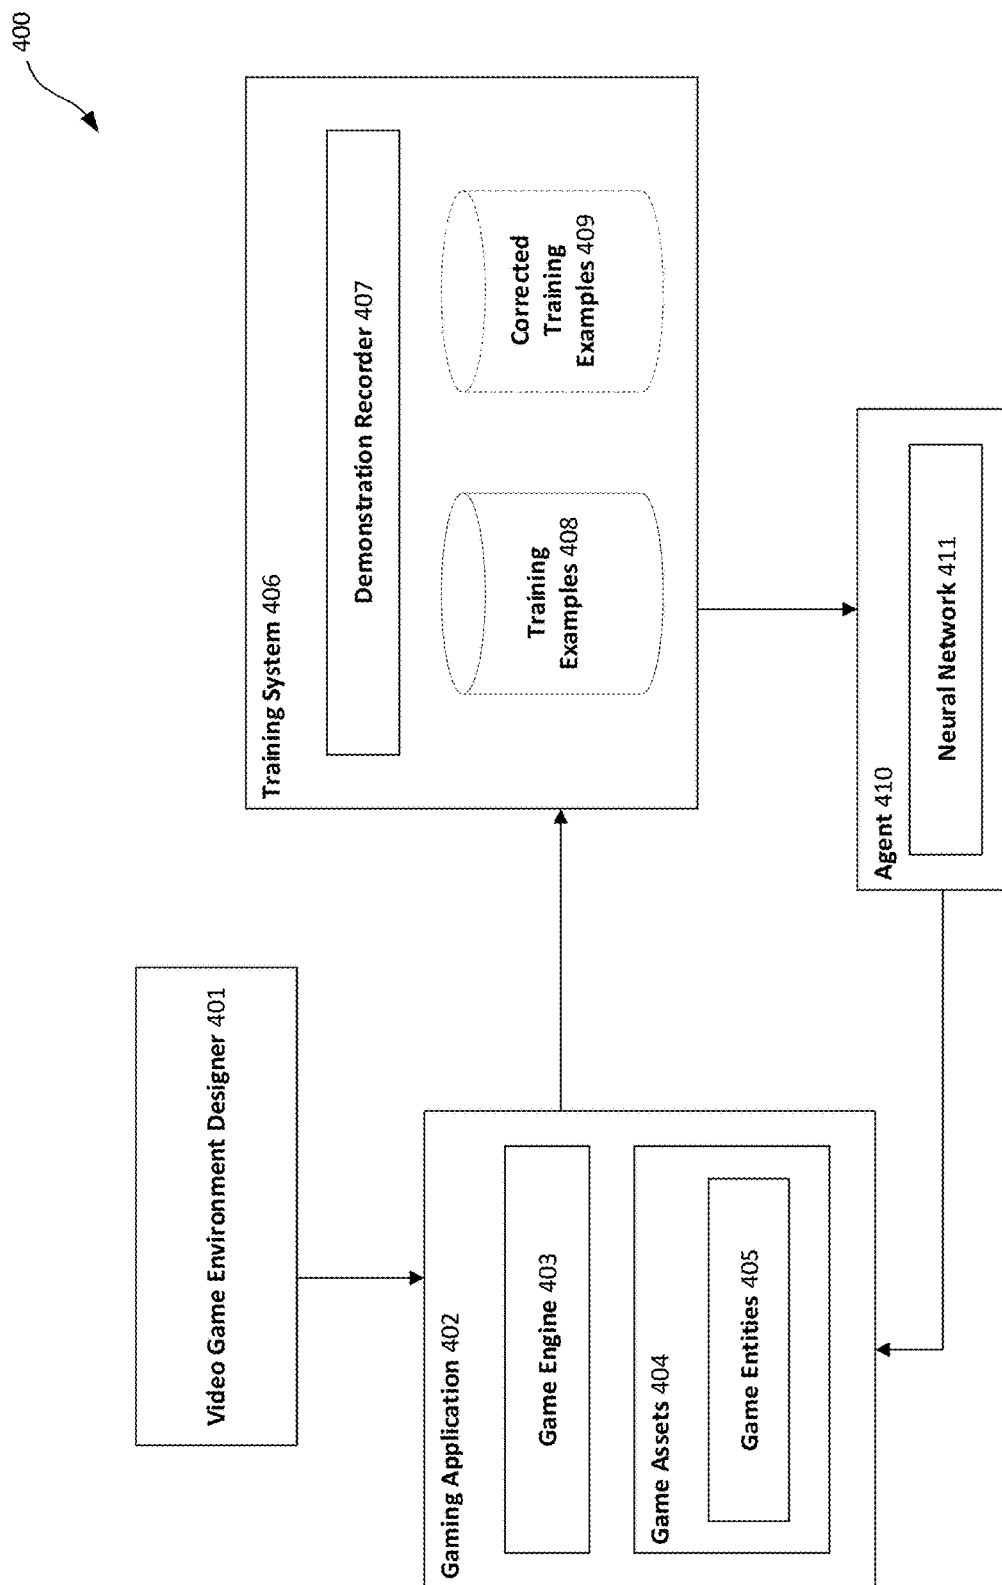 400
Video Game Environment Designer 401
Gaming Application 402
Game Engine 403
Game Assets 404
Game Entities 405
Training System 406
Demonstration Recorder 407
Training
Examples 408
Corrected
Training
Examples 409
Agent 410
Neural Network 411